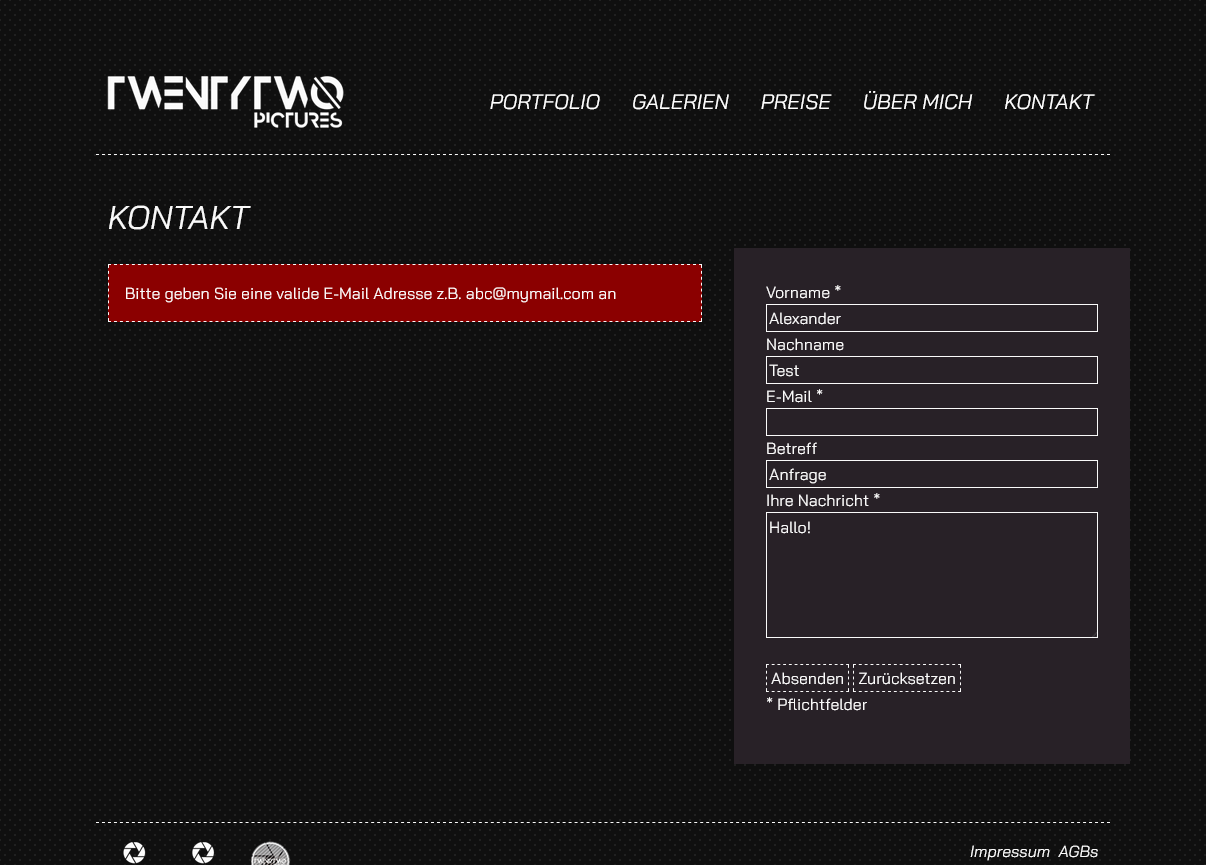 TWENTYTWO
PICTURES
PORTFOLIO GALERIEN PREISE ÜBER MICH KONTAKT
KONTAKT
Bitte geben Sie eine valide E-Mail Adresse z.B. abc@mymail.com an
Vorname *
Alexander
Nachname
Test
E-Mail *
Betreff
Anfrage
Ihre Nachricht *
Hallo!
Absenden Zurücksetzen
* Pflichtfelder
TWENTYTWO
Impressum AGBs